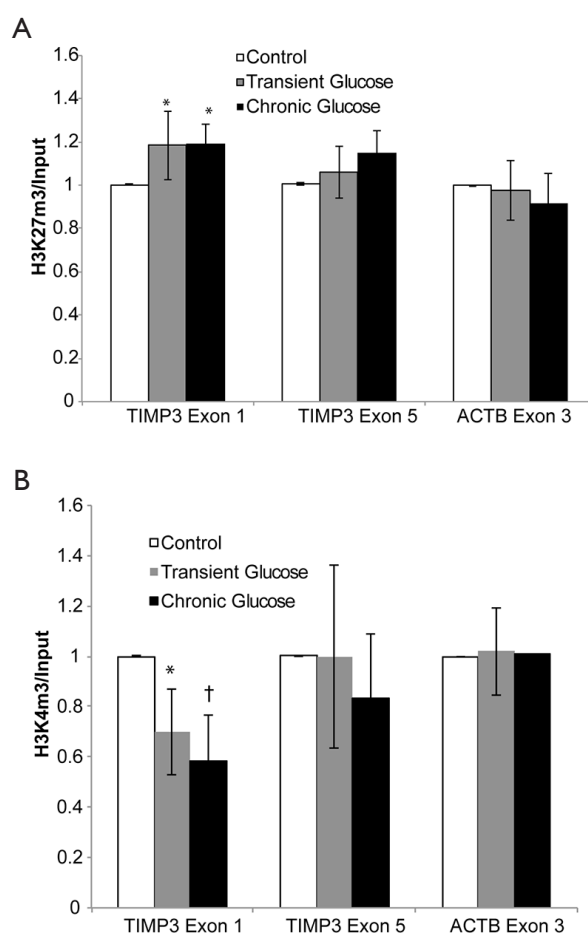 A
H3K27m3/Input
1.6
1.4
1.2
1
0.8
0.6
0.4
0.2
0
Control
Transient Glucose
Chronic Glucose
* *
TIMP3 Exon 1 TIMP3 Exon 5 ACTB Exon 3
B
H3K4m3/Input
1.6
1.4
1.2
1
0.8
0.6
0.4
0.2
0
Control
Transient Glucose
Chronic Glucose
* †
TIMP3 Exon 1 TIMP3 Exon 5 ACTB Exon 3